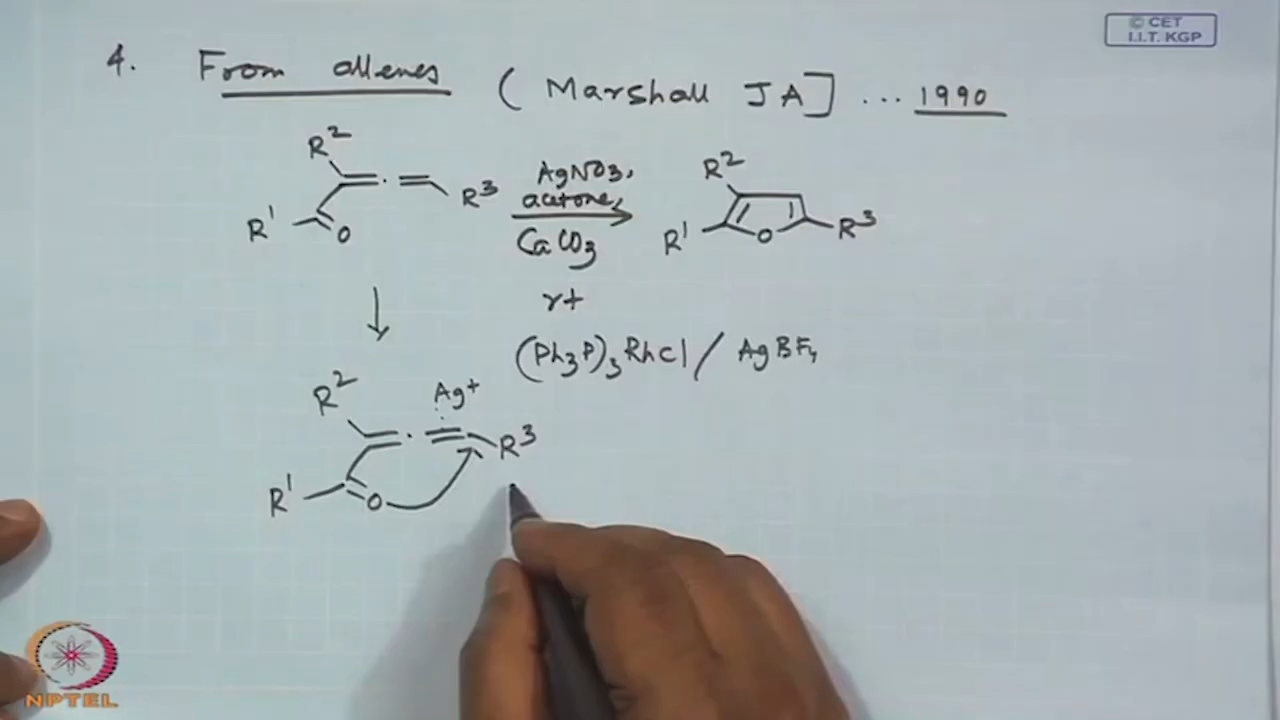 © CET
I.I.T. KGP
4. From allenes (Marshall JA] ... 1990
R² R² 
R³ AgNO3,
acetone,
R¹ O CaCO3 R¹ O R³
rt
(Ph3P)3RhCl / AgBF4
R² Ag+
R³
R¹ O
NPTEL